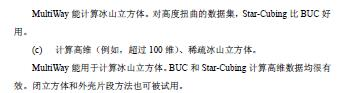 MultiWay 能计算冰山立方体。对高度扭曲的数据集，Star-Cubing 比 BUC 好
用。
(c) 计算高维（例如，超过 100 维）、稀疏冰山立方体。
MultiWay 能用于计算冰山立方体。BUC 和 Star-Cubing 计算高维数据均很有
效。闭立方体和外壳片段方法也可被试用。